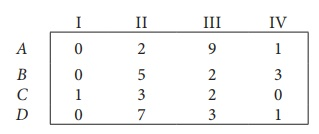 I II III IV
A 0 2 9 1
B 0 5 2 3
C 1 3 2 0
D 0 7 3 1